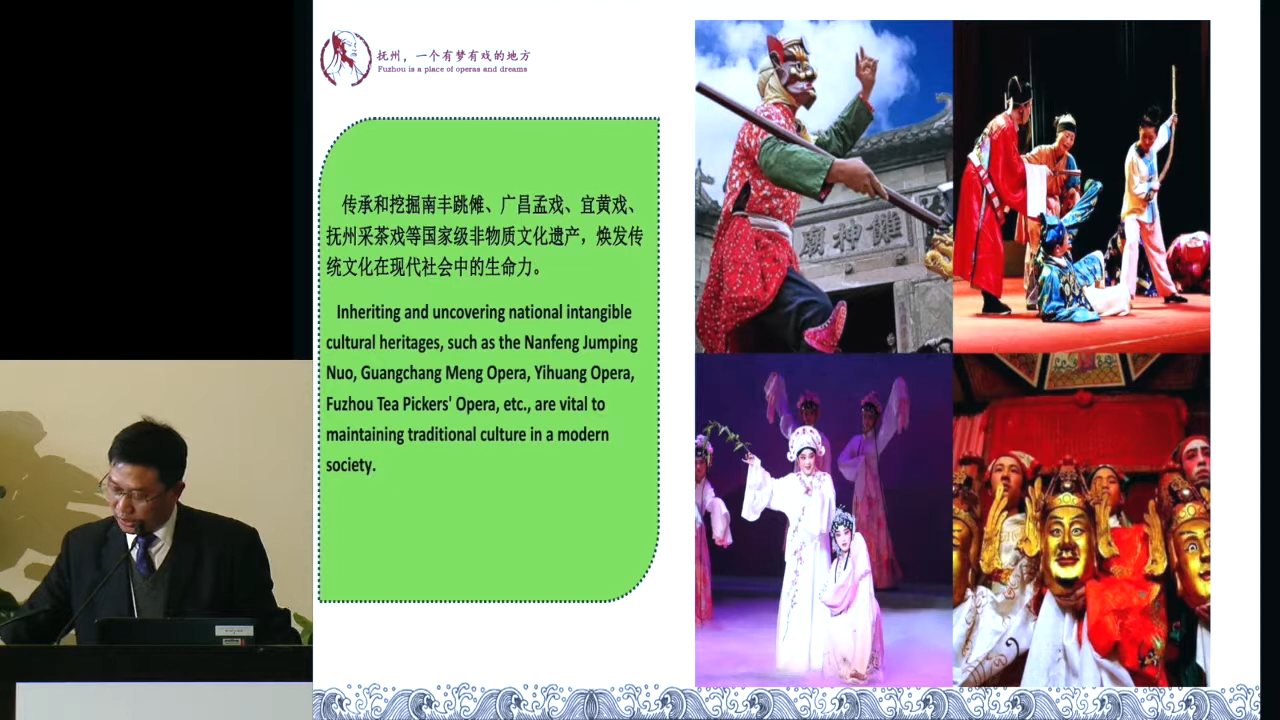 抚州，一个有梦有戏的地方
Fuzhou is a place of operas and dreams
传承和挖掘南丰跳傩、广昌孟戏、宜黄戏、
抚州采茶戏等国家级非物质文化遗产，焕发传
统文化在现代社会中的生命力。
Inheriting and uncovering national intangible
cultural heritages, such as the Nanfeng Jumping
Nuo, Guangchang Meng Opera, Yihuang Opera,
Fuzhou Tea Pickers' Opera, etc., are vital to
maintaining traditional culture in a modern
society.
廟神儺